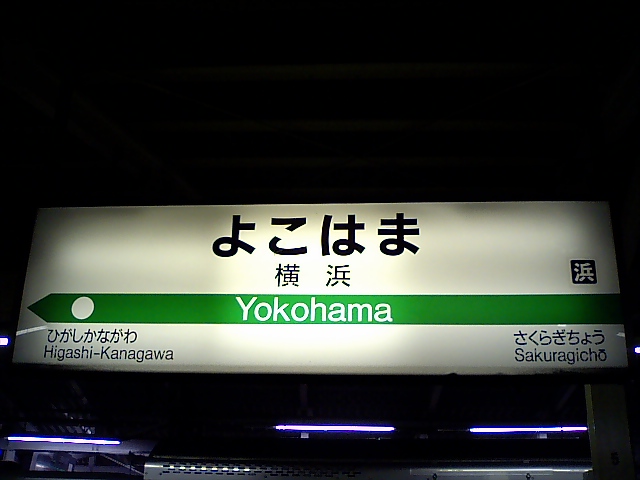 よこはま
横浜
浜
Yokohama
ひがしかながわ
Higashi-Kanagawa
さくらぎちょう
Sakuragichō